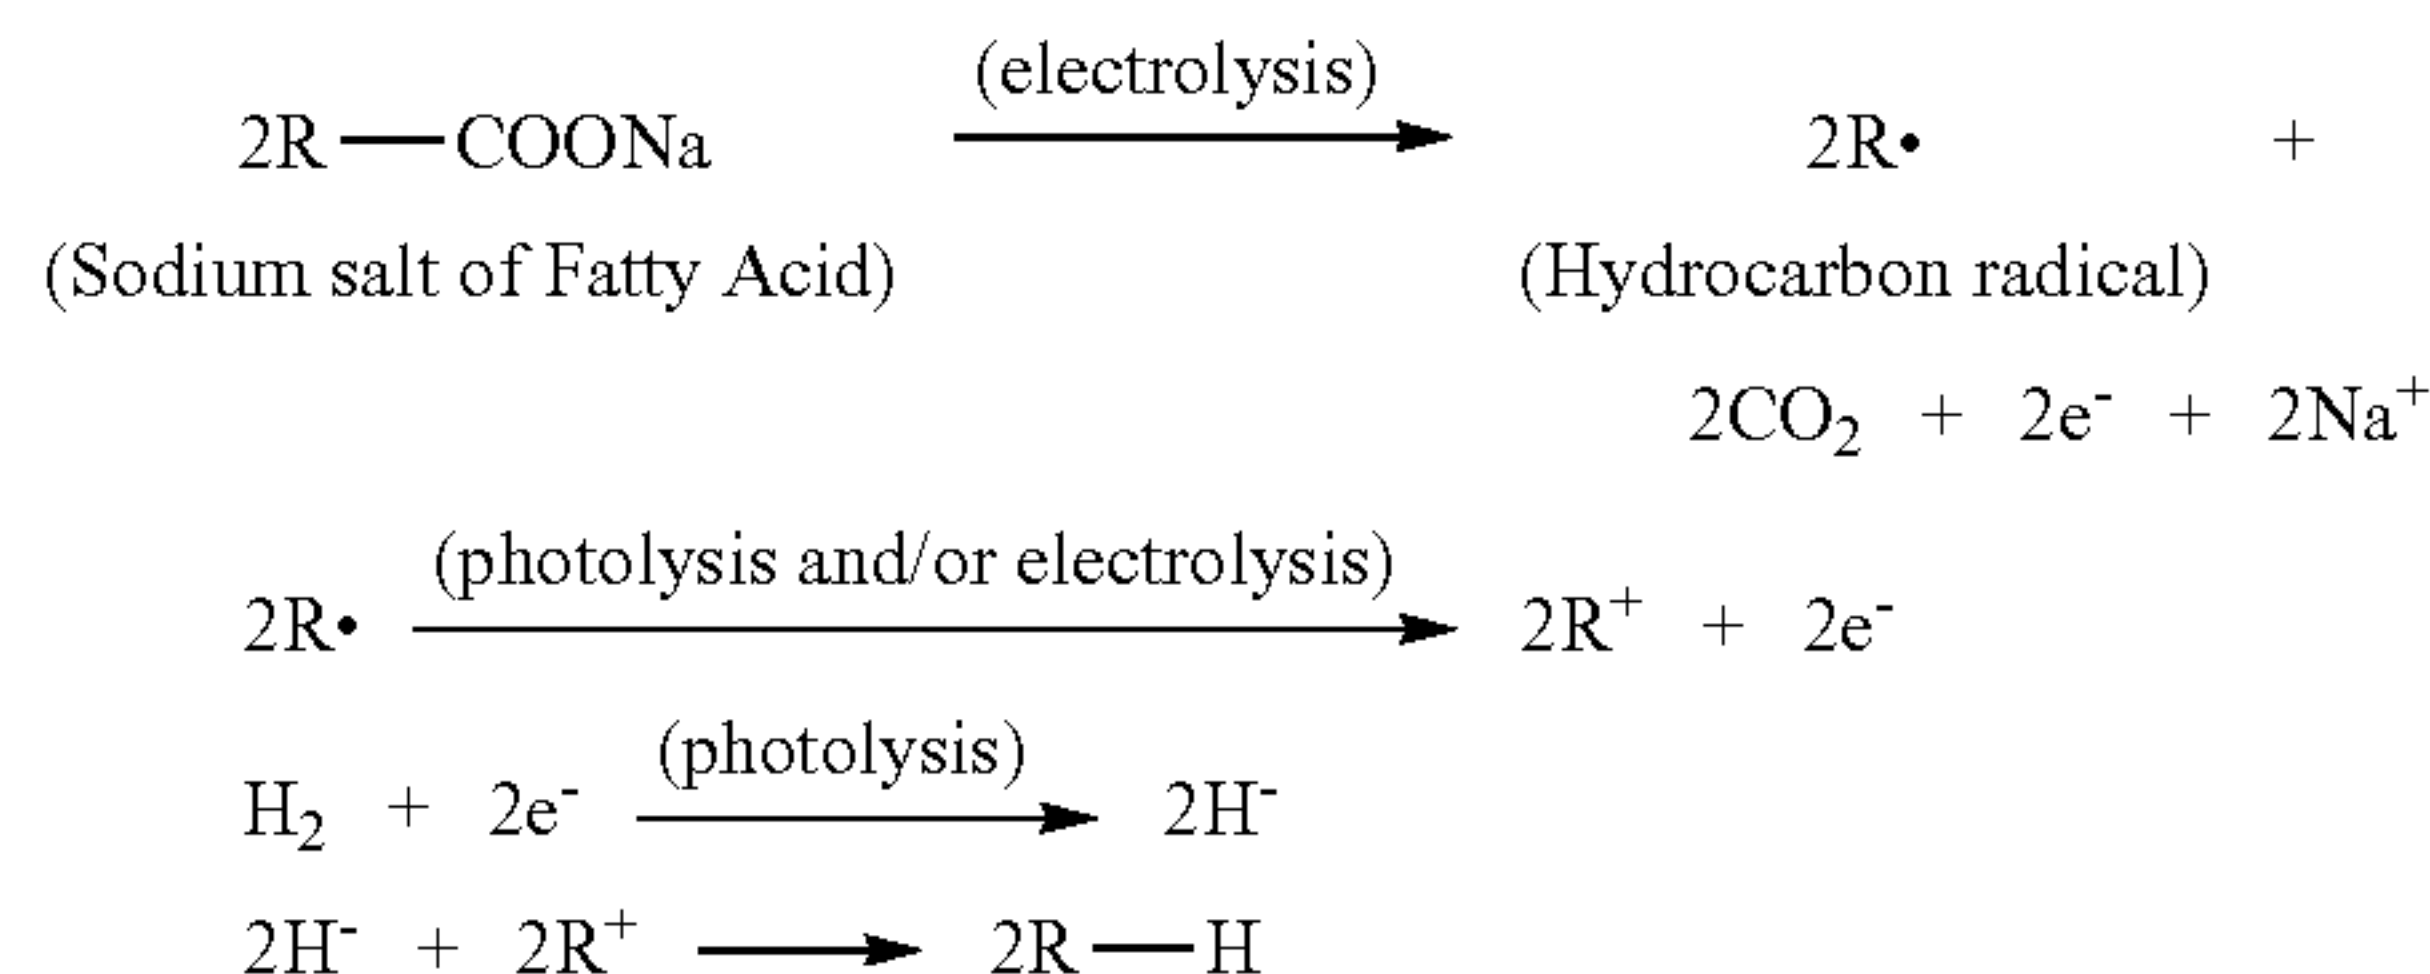 (electrolysis)
2R — COONa → 2R• +
(Sodium salt of Fatty Acid) (Hydrocarbon radical)
2CO₂ + 2e⁻ + 2Na⁺
(photolysis and/or electrolysis)
2R• → 2R⁺ + 2e⁻
(photolysis)
H₂ + 2e⁻ → 2H⁻
2H⁻ + 2R⁺ → 2R — H